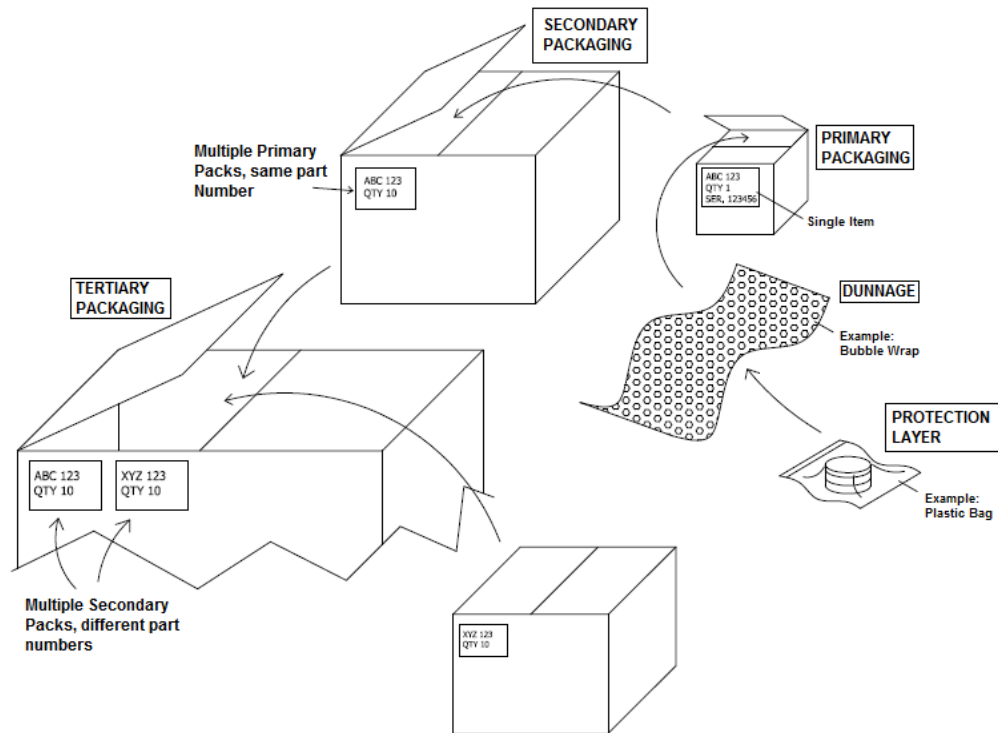 SECONDARY
PACKAGING
PRIMARY
PACKAGING
Multiple Primary
Packs, same part
Number
ABC 123
QTY 10
ABC 123
QTY 1
SER. 123456
Single Item
TERTIARY
PACKAGING
DUNNAGE
Example:
Bubble Wrap
PROTECTION
LAYER
Example:
Plastic Bag
ABC 123
QTY 10
XYZ 123
QTY 10
Multiple Secondary
Packs, different part
numbers
XYZ 123
QTY 10